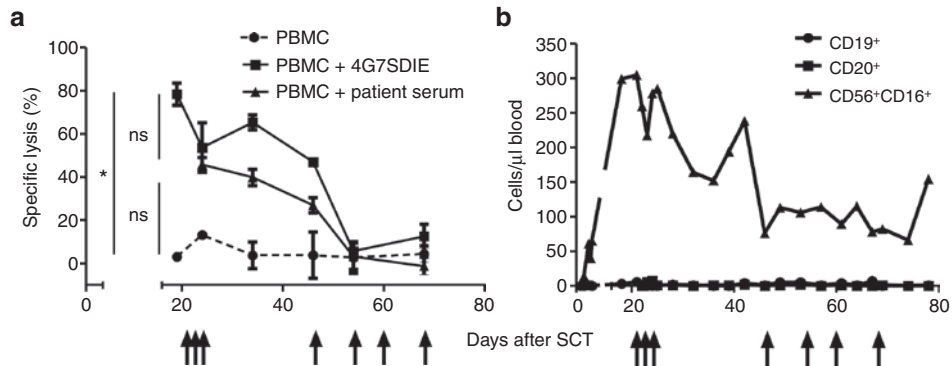 a
PBMC
PBMC + 4G7SDIE
PBMC + patient serum
Specific lysis (%)
100
80
60
40
20
0
*
ns
ns
0
20
40
60
80
b
CD19+
CD20+
CD56+CD16+
Cells/µl blood
350
300
250
200
150
100
50
0
0
20
40
60
80
Days after SCT